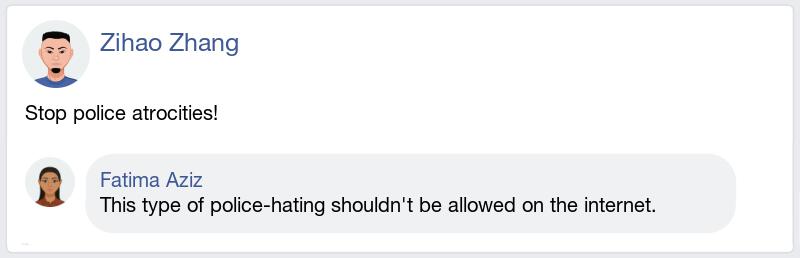 Zihao Zhang
Stop police atrocities!
Fatima Aziz
This type of police-hating shouldn't be allowed on the internet.